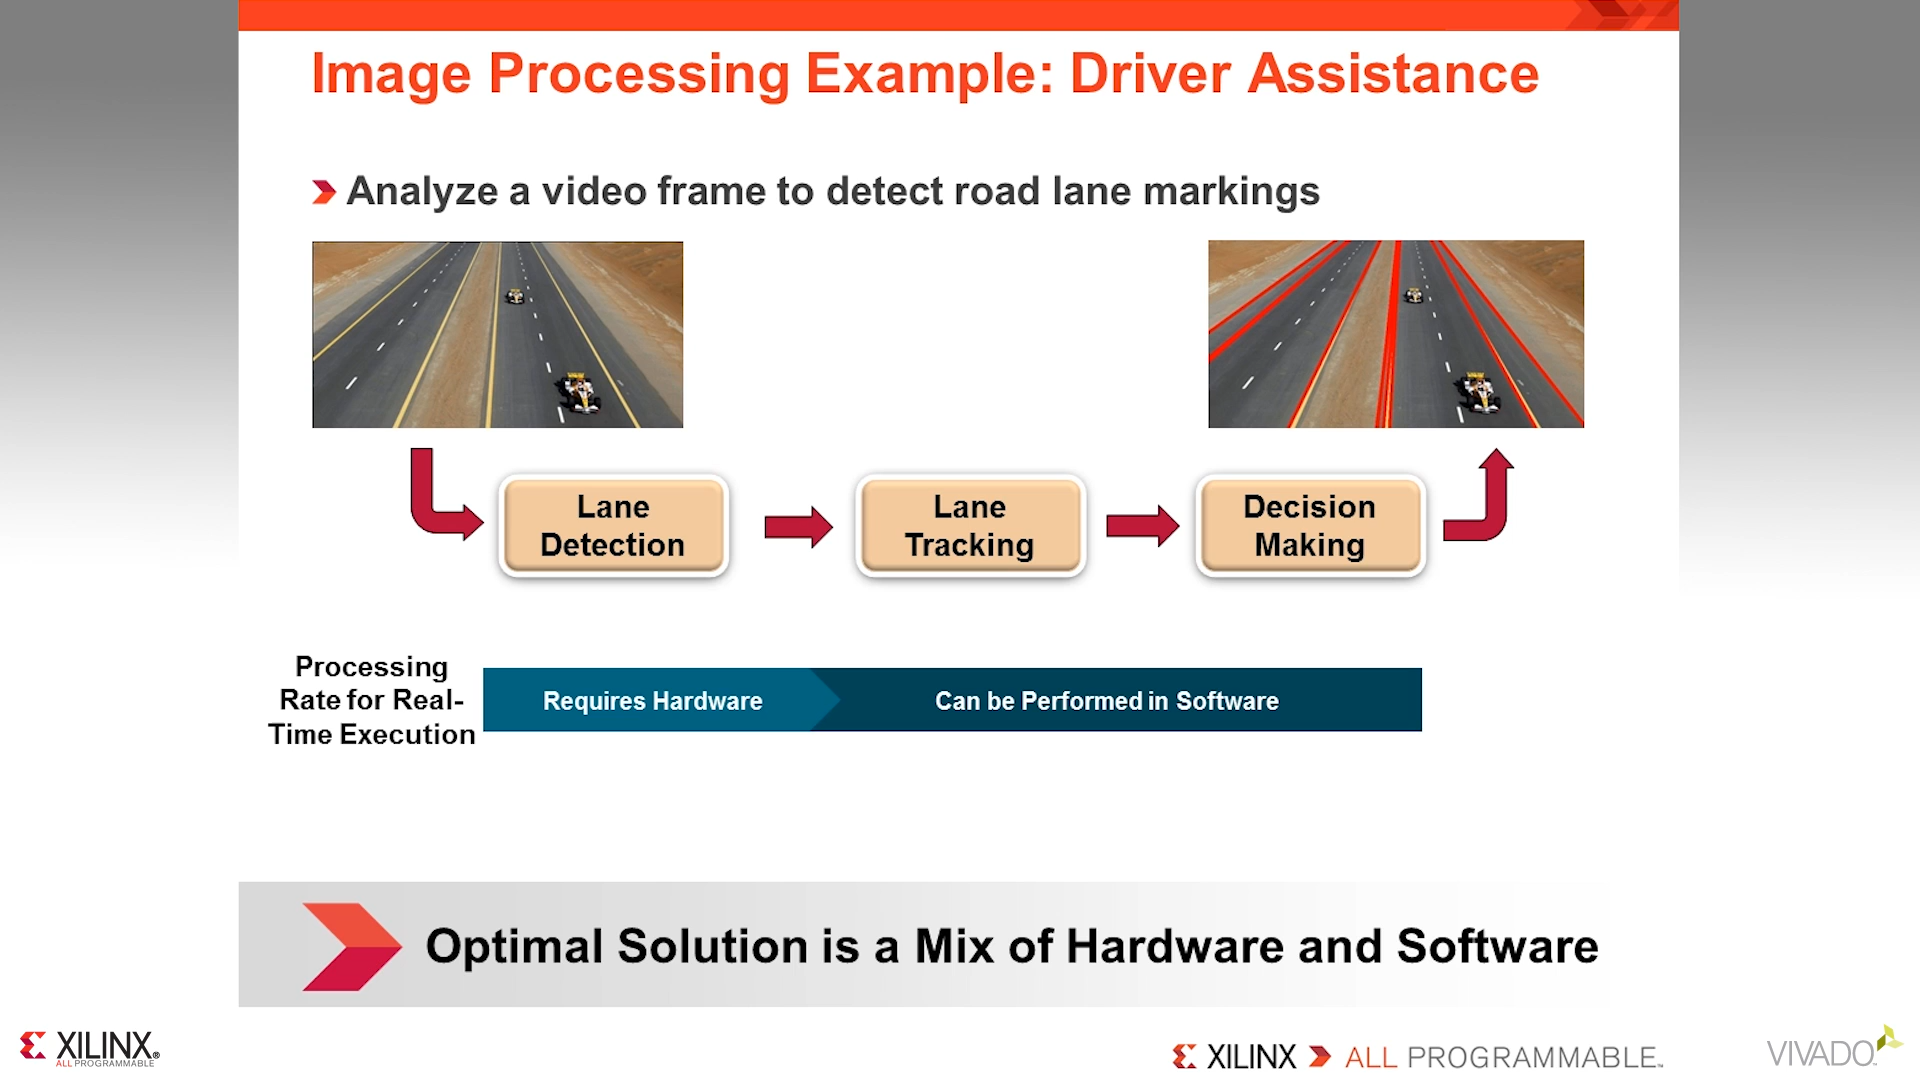 Image Processing Example: Driver Assistance
Analyze a video frame to detect road lane markings
Lane
Detection
Lane
Tracking
Decision
Making
Processing
Rate for Real-
Time Execution
Requires Hardware
Can be Performed in Software
Optimal Solution is a Mix of Hardware and Software
XILINX®
ALL PROGRAMMABLE
XILINX ALL PROGRAMMABLE™
VIVADO™